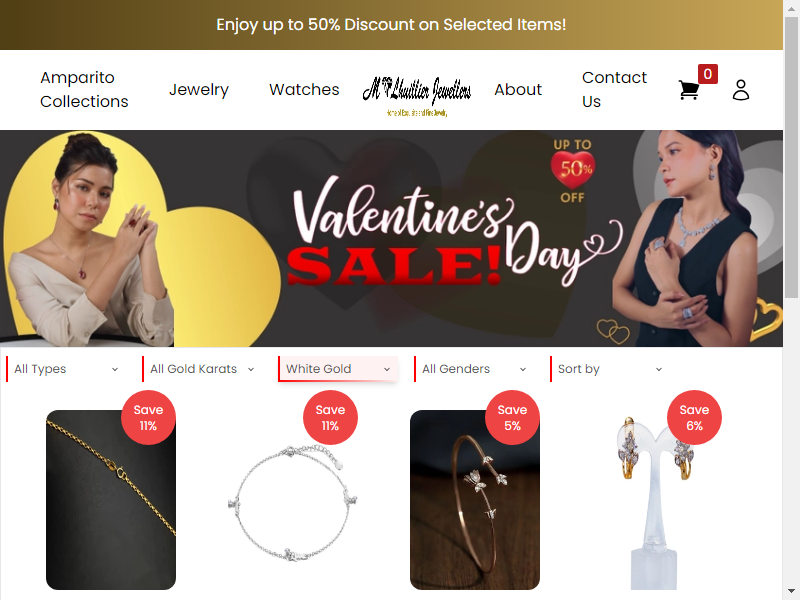 Enjoy up to 50% Discount on Selected Items!
Amparito
Collections
Jewelry
Watches
M Lhuillier Jewellers
About
Contact
Us
0
UP TO
50%
OFF
Valentine's
Day
SALE!
All Types
All Gold Karats
White Gold
All Genders
Sort by
Save
11%
Save
11%
Save
5%
Save
6%